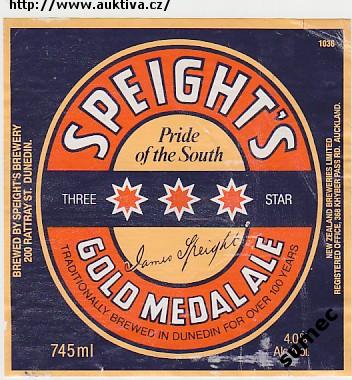 http://www.auktiva.cz/
1038
SPEIGHT'S
Pride
of the South
THREE STAR
James Speight
GOLD MEDAL ALE
TRADITIONALLY BREWED IN DUNEDIN FOR OVER 100 YEARS
BREWED BY SPEIGHT'S BREWERY
200 RATTRAY ST. DUNEDIN.
NEW ZEALAND BREWERIES LIMITED
REGISTERED OFFICE, 368 KHYBER PASS RD. AUCKLAND.
745ml
4.0%